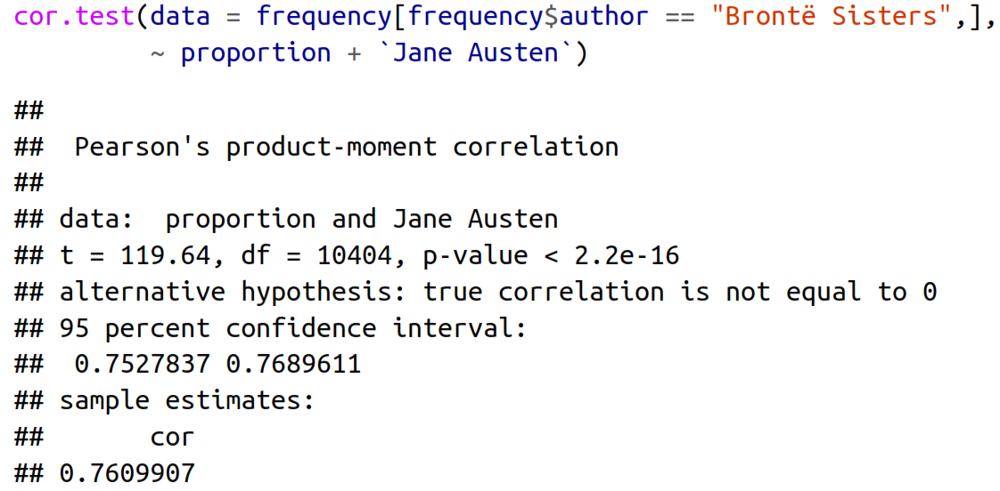 cor.test(data = frequency[frequency$author == "Brontë Sisters",],
         ~ proportion + `Jane Austen`)
##
##  Pearson's product-moment correlation
##
## data:  proportion and Jane Austen
## t = 119.64, df = 10404, p-value < 2.2e-16
## alternative hypothesis: true correlation is not equal to 0
## 95 percent confidence interval:
##  0.7527837 0.7689611
## sample estimates:
##       cor
## 0.7609907